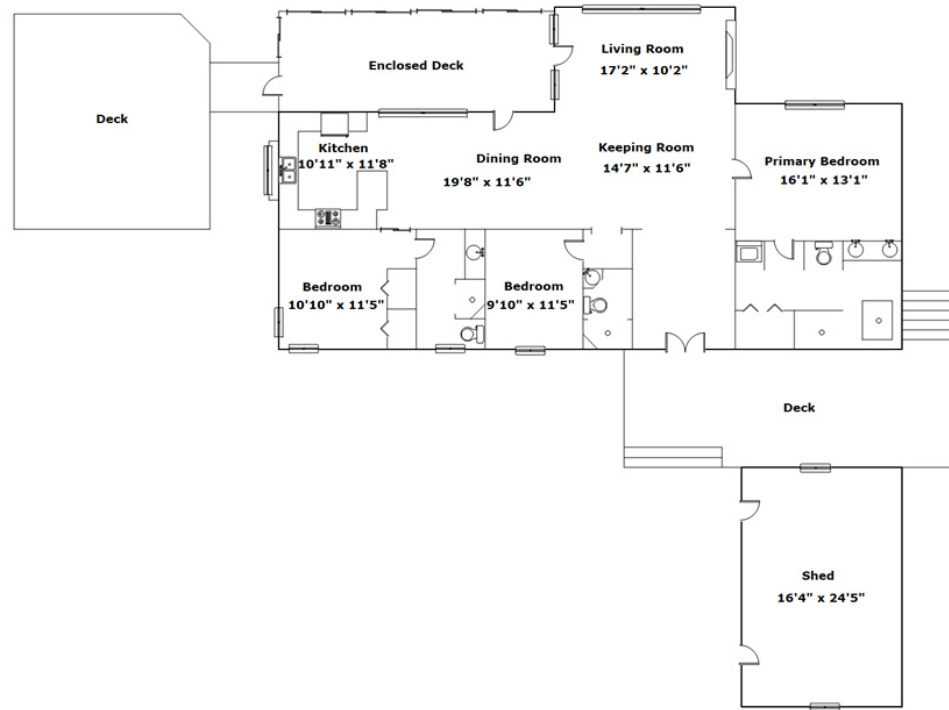 Living Room
17'2" x 10'2"
Enclosed Deck
Deck
Kitchen
10'11" x 11'8"
Dining Room
19'8" x 11'6"
Keeping Room
14'7" x 11'6"
Primary Bedroom
16'1" x 13'1"
Bedroom
10'10" x 11'5"
Bedroom
9'10" x 11'5"
Deck
Shed
16'4" x 24'5"